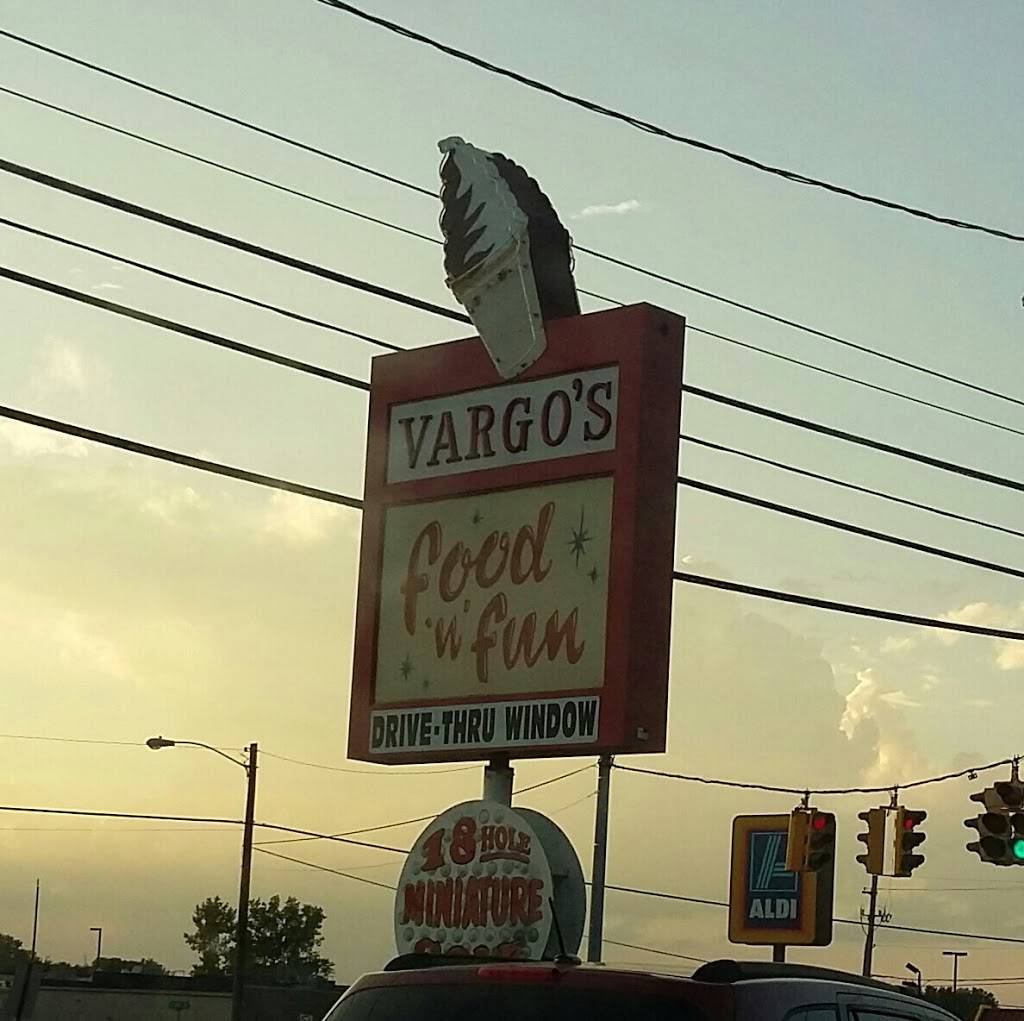 VARGO'S
food
'n' fun
DRIVE-THRU WINDOW
18 HOLE
MINIATURE
ALDI